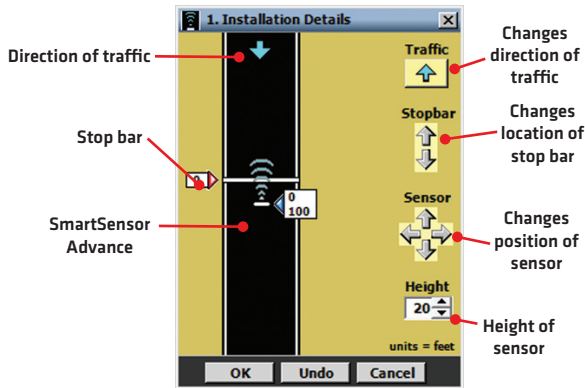 1. Installation Details
Direction of traffic
Traffic
Changes
direction of
traffic
Stop bar
Stopbar
Changes
location of
stop bar
0
100
SmartSensor
Advance
Sensor
Changes
position of
sensor
Height
20
Height of
sensor
units = feet
OK
Undo
Cancel